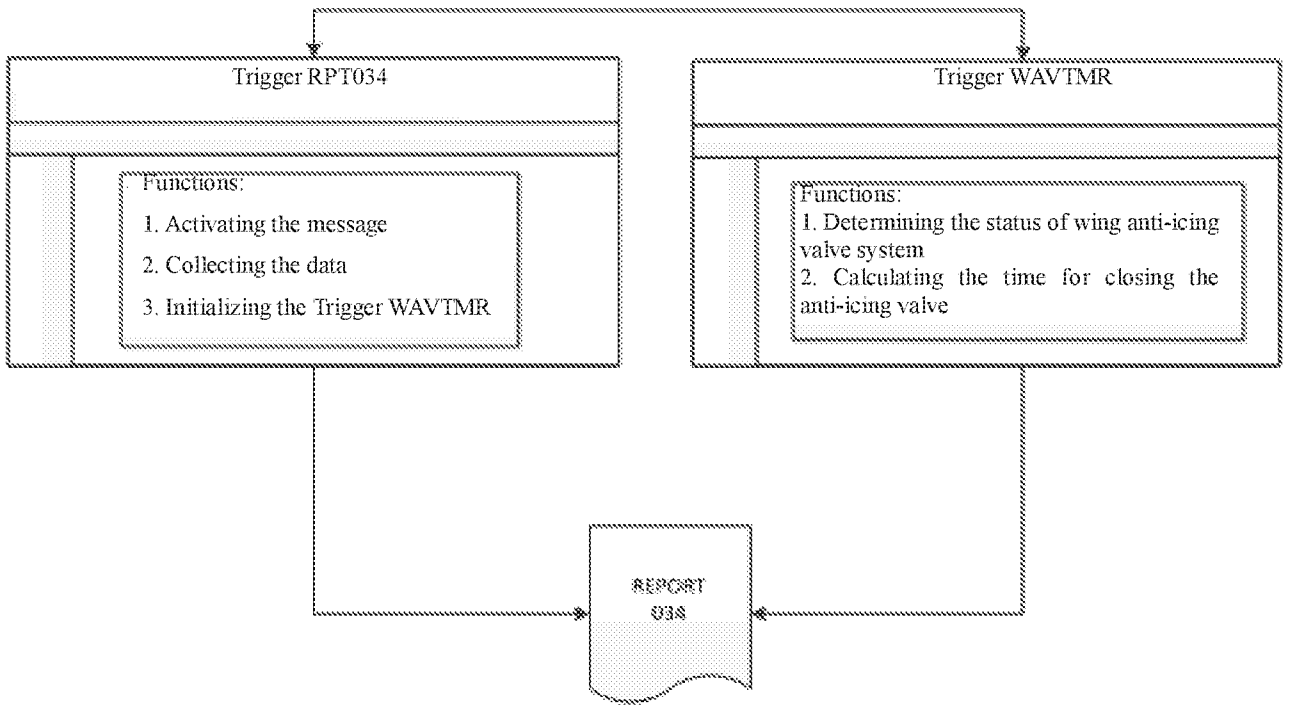 Trigger RPT034
Functions:
1. Activating the message
2. Collecting the data
3. Initializing the Trigger WAVTMR
Trigger WAVTMR
Functions:
1. Determining the status of wing anti-icing
valve system
2. Calculating the time for closing the
anti-icing valve
REPORT
034